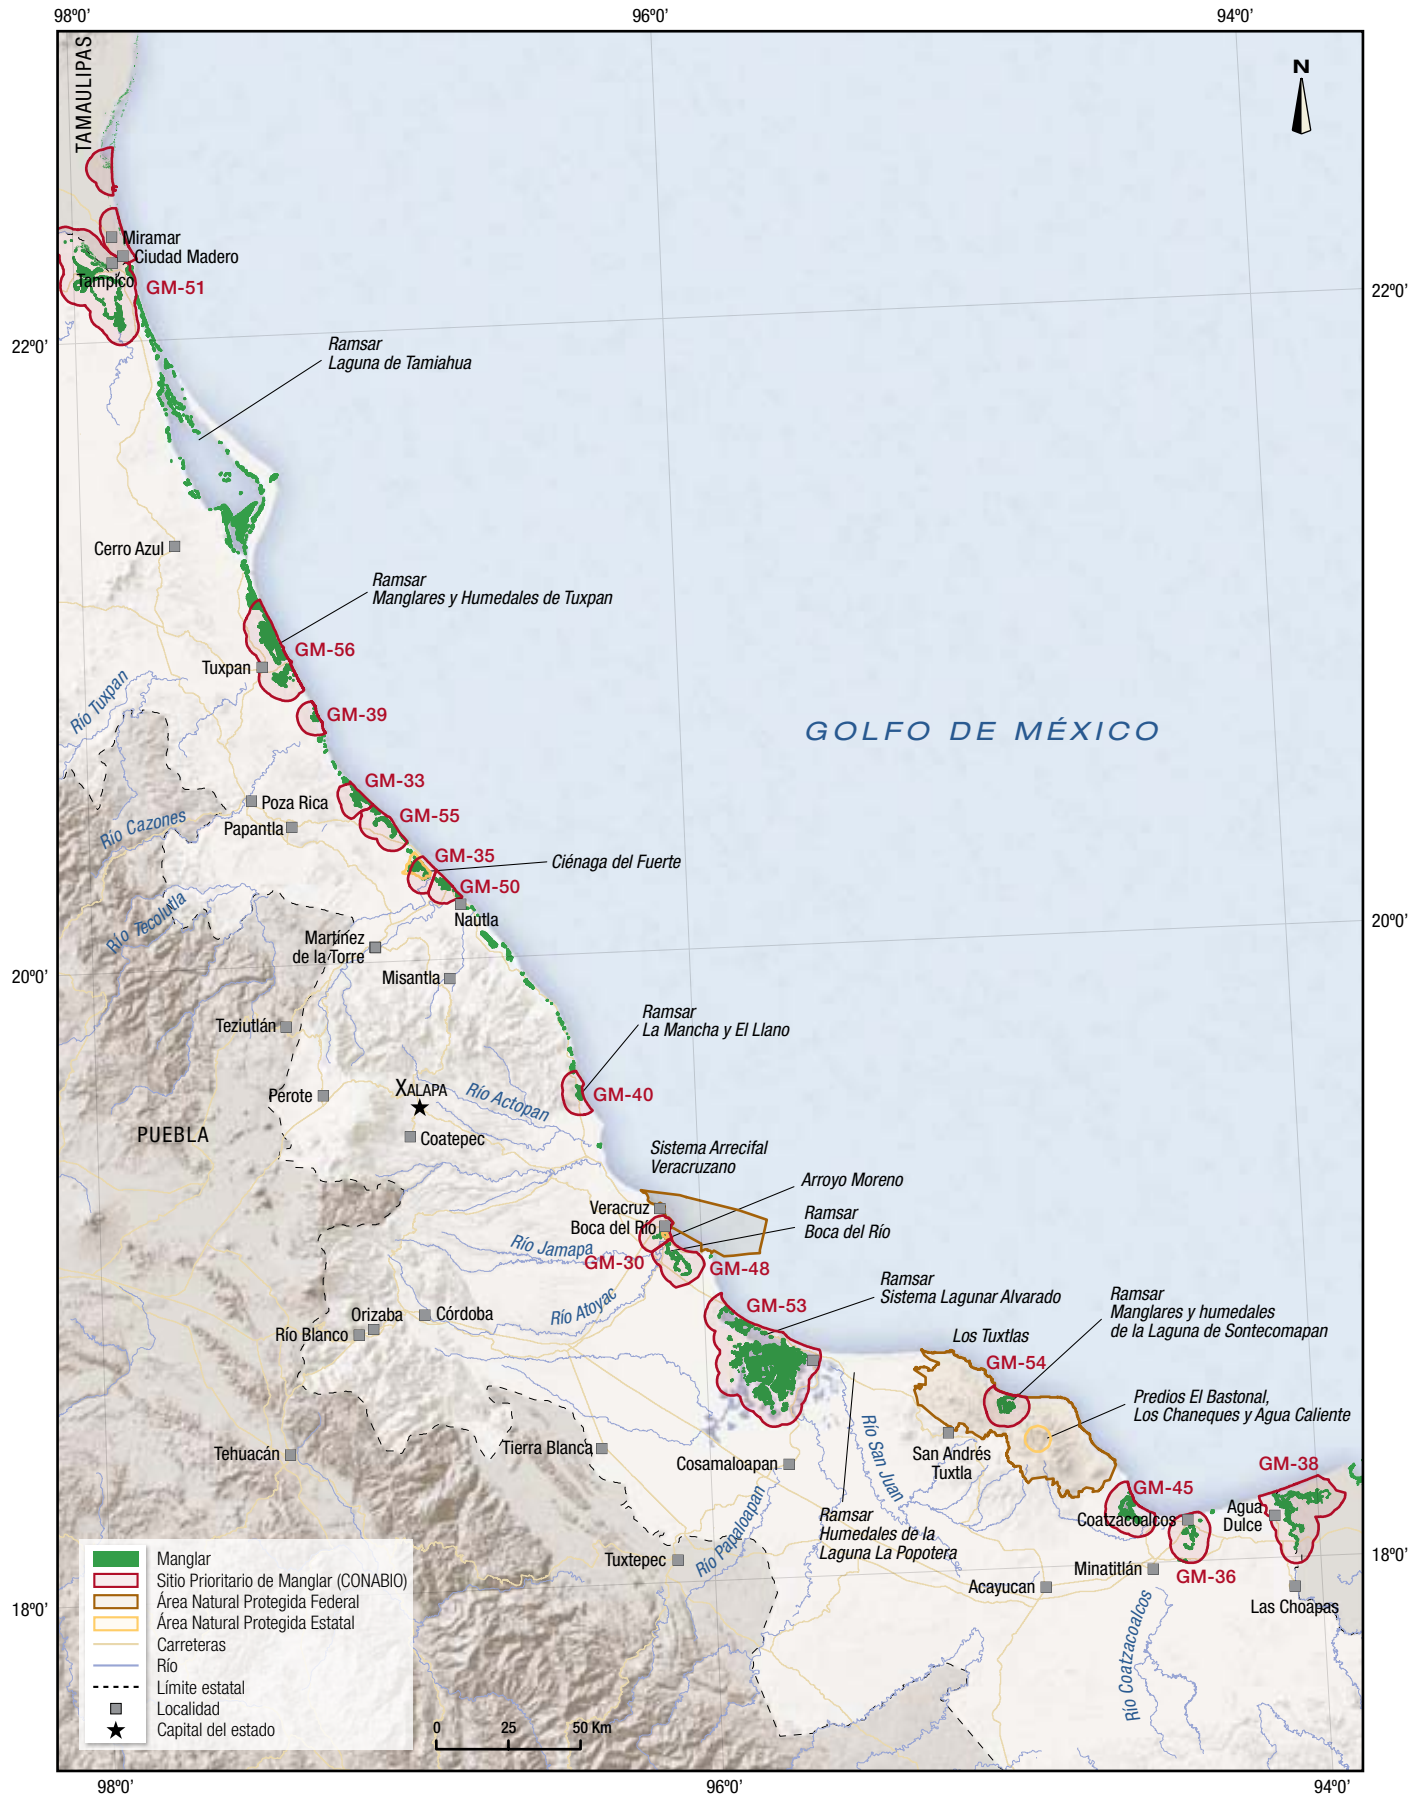 98º0’
96º0’
94º0’
TAMAULIPAS
N
Miramar
Ciudad Madero
Tampico
GM-51
22º0’
22º0’
Ramsar
Laguna de Tamiahua
Cerro Azul
Ramsar
Manglares y Humedales de Tuxpan
GM-56
Tuxpan
Río Tuxpan
GM-39
GOLFO DE MÉXICO
GM-33
Poza Rica
GM-55
Río Cazones
Papantla
GM-35
Ciénaga del Fuerte
GM-50
Nautla
Río Tecolutla
Martínez
de la Torre
20º0’
20º0’
Misantla
Ramsar
La Mancha y El Llano
Teziutlán
Perote
XALAPA
Río Actopan
GM-40
PUEBLA
Coatepec
Sistema Arrecifal
Veracruzano
Arroyo Moreno
Veracruz
Boca del Río
Ramsar
Boca del Río
Río Jamapa
GM-30
GM-48
Ramsar
Sistema Lagunar Alvarado
Ramsar
Manglares y humedales
de la Laguna de Sontecomapan
GM-53
Río Atoyac
Orizaba
Córdoba
Río Blanco
Los Tuxtlas
GM-54
Predios El Bastonal,
Los Chaneques y Agua Caliente
Tehuacán
Tierra Blanca
Cosamaloapan
Río San Juan
San Andrés
Tuxtla
GM-38
GM-45
Coatzacoalcos
Agua
Dulce
Ramsar
Humedales de la
Laguna La Popotera
Río Papaloapan
Tuxtepec
18º0’
Minatitlán
GM-36
Acayucan
Las Choapas
18º0’
Río Coatzacoalcos
Manglar
Sitio Prioritario de Manglar (CONABIO)
Área Natural Protegida Federal
Área Natural Protegida Estatal
Carreteras
Río
Límite estatal
Localidad
Capital del estado
0
25
50 Km
98º0’
96º0’
94º0’